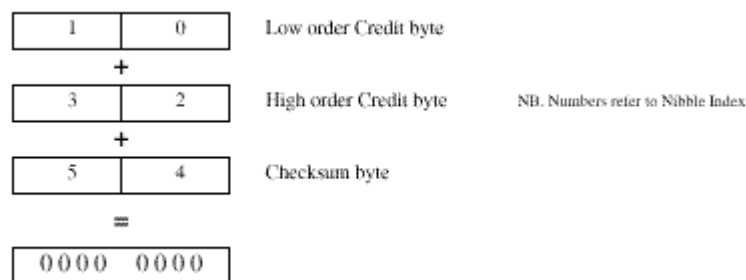 1 0 Low order Credit byte
+
3 2 High order Credit byte NB. Numbers refer to Nibble Index
+
5 4 Checksum byte
=
0000 0000